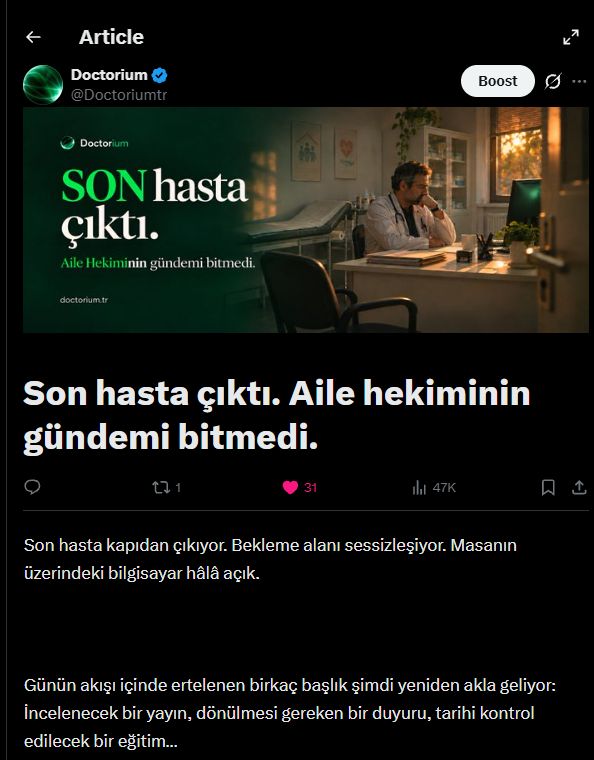 Article
Doctorium
@Doctoriumtr
Boost
Doctorium
SON hasta
çıktı.
Aile Hekiminin gündemi bitmedi.
doctorium.tr
Son hasta çıktı. Aile hekiminin
gündemi bitmedi.
1
31
47K
Son hasta kapıdan çıkıyor. Bekleme alanı sessizleşiyor. Masanın
üzerindeki bilgisayar hâlâ açık.
Günün akışı içinde ertelenen birkaç başlık şimdi yeniden akla geliyor:
İncelenecek bir yayın, dönülmesi gereken bir duyuru, tarihi kontrol
edilecek bir eğitim...